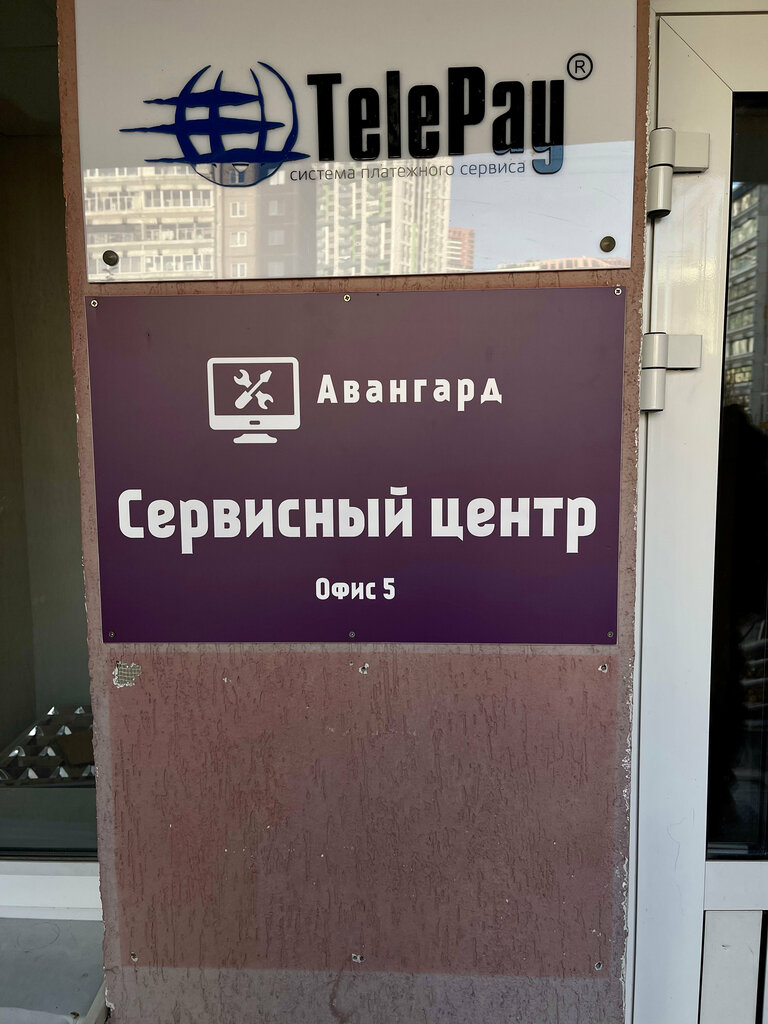 TelePay®
система платежного сервиса
Авангард
Сервисный центр
Офис 5